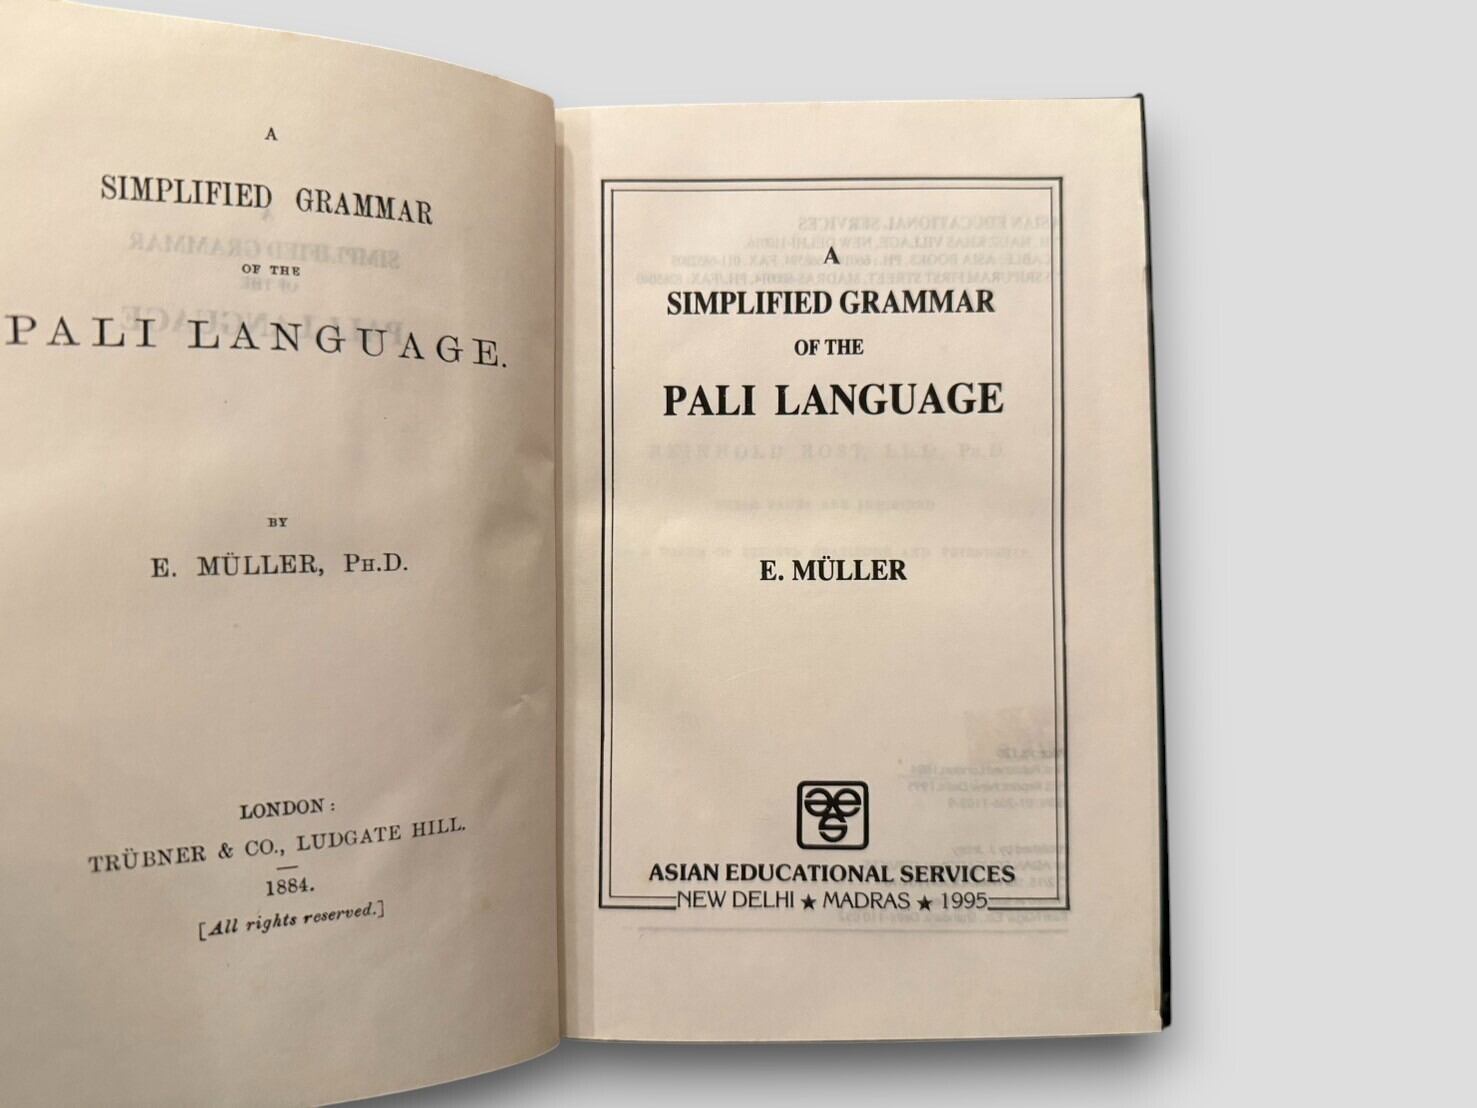 A
SIMPLIFIED GRAMMAR
OF THE
PALI LANGUAGE.
BY
E. MÜLLER, PH.D.
LONDON:
TRÜBNER & CO., LUDGATE HILL.
1884.
[All rights reserved.]
A
SIMPLIFIED GRAMMAR
OF THE
PALI LANGUAGE
E. MÜLLER
ASIAN EDUCATIONAL SERVICES
NEW DELHI ★ MADRAS ★ 1995